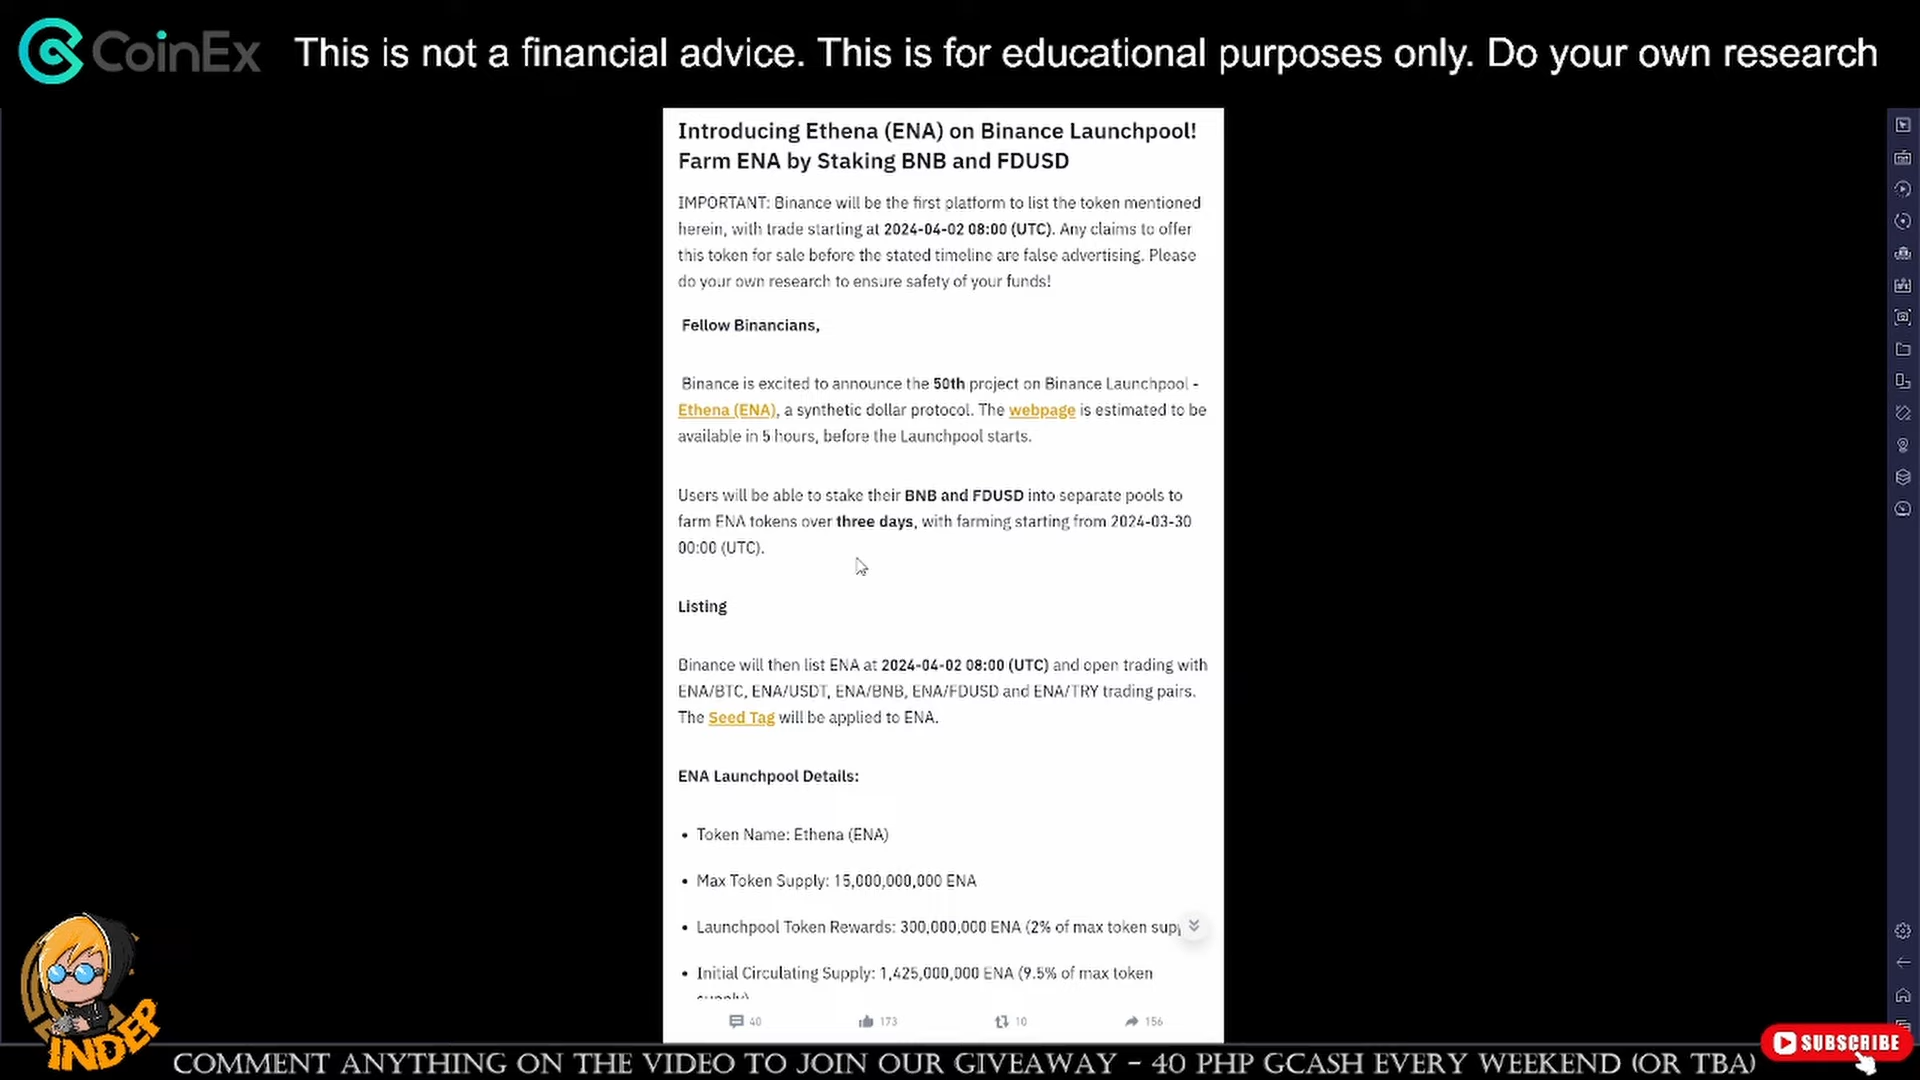 CoinEx
This is not a financial advice. This is for educational purposes only. Do your own research
Introducing Ethena (ENA) on Binance Launchpool!
Farm ENA by Staking BNB and FDUSD
IMPORTANT: Binance will be the first platform to list the token mentioned
herein, with trade starting at 2024-04-02 08:00 (UTC). Any claims to offer
this token for sale before the stated timeline are false advertising. Please
do your own research to ensure safety of your funds!
Fellow Binancians,
Binance is excited to announce the 50th project on Binance Launchpool -
Ethena (ENA), a synthetic dollar protocol. The webpage is estimated to be
available in 5 hours, before the Launchpool starts.
Users will be able to stake their BNB and FDUSD into separate pools to
farm ENA tokens over three days, with farming starting from 2024-03-30
00:00 (UTC).
Listing
Binance will then list ENA at 2024-04-02 08:00 (UTC) and open trading with
ENA/BTC, ENA/USDT, ENA/BNB, ENA/FDUSD and ENA/TRY trading pairs.
The Seed Tag will be applied to ENA.
ENA Launchpool Details:
• Token Name: Ethena (ENA)
• Max Token Supply: 15,000,000,000 ENA
• Launchpool Token Rewards: 300,000,000 ENA (2% of max token
• Initial Circulating Supply: 1,425,000,000 ENA (9.5% of max token
supply)
40 173 10 156
INDEP
COMMENT ANYTHING ON THE VIDEO TO JOIN OUR GIVEAWAY - 40 PHP GCASH EVERY WEEKEND (OR TBA)
SUBSCRIBE